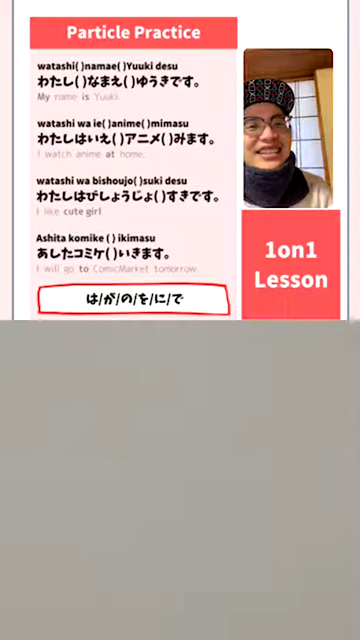 Particle Practice
watashi( )namae( )Yuuki desu
わたし( )なまえ( )ゆうきです。
My name is Yuuki.
watashi wa ie( )anime( )mimasu
わたしはいえ( )アニメ( )みます。
I watch anime at home.
watashi wa bishoujo( )suki desu
わたしはびしょうじょ( )すきです。
I like cute girl.
Ashita komike ( ) ikimasu
あしたコミケ( )いきます。
I will go to ComicMarket tomorrow.
は/が/の/を/に/で
1on1
Lesson